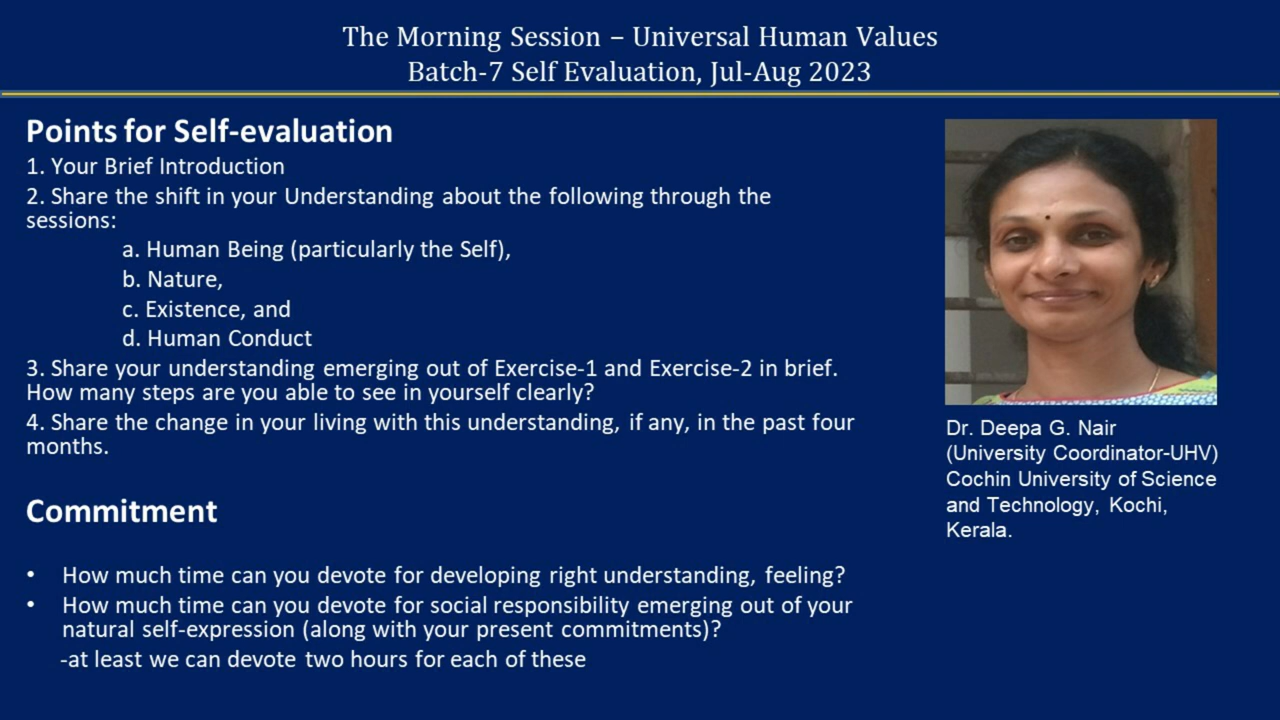 The Morning Session – Universal Human Values
Batch-7 Self Evaluation, Jul-Aug 2023
Points for Self-evaluation
1. Your Brief Introduction
2. Share the shift in your Understanding about the following through the
sessions:
a. Human Being (particularly the Self),
b. Nature,
c. Existence, and
d. Human Conduct
3. Share your understanding emerging out of Exercise-1 and Exercise-2 in brief.
How many steps are you able to see in yourself clearly?
4. Share the change in your living with this understanding, if any, in the past four
months.
Commitment
• How much time can you devote for developing right understanding, feeling?
• How much time can you devote for social responsibility emerging out of your
natural self-expression (along with your present commitments)?
-at least we can devote two hours for each of these
Dr. Deepa G. Nair
(University Coordinator-UHV)
Cochin University of Science
and Technology, Kochi,
Kerala.